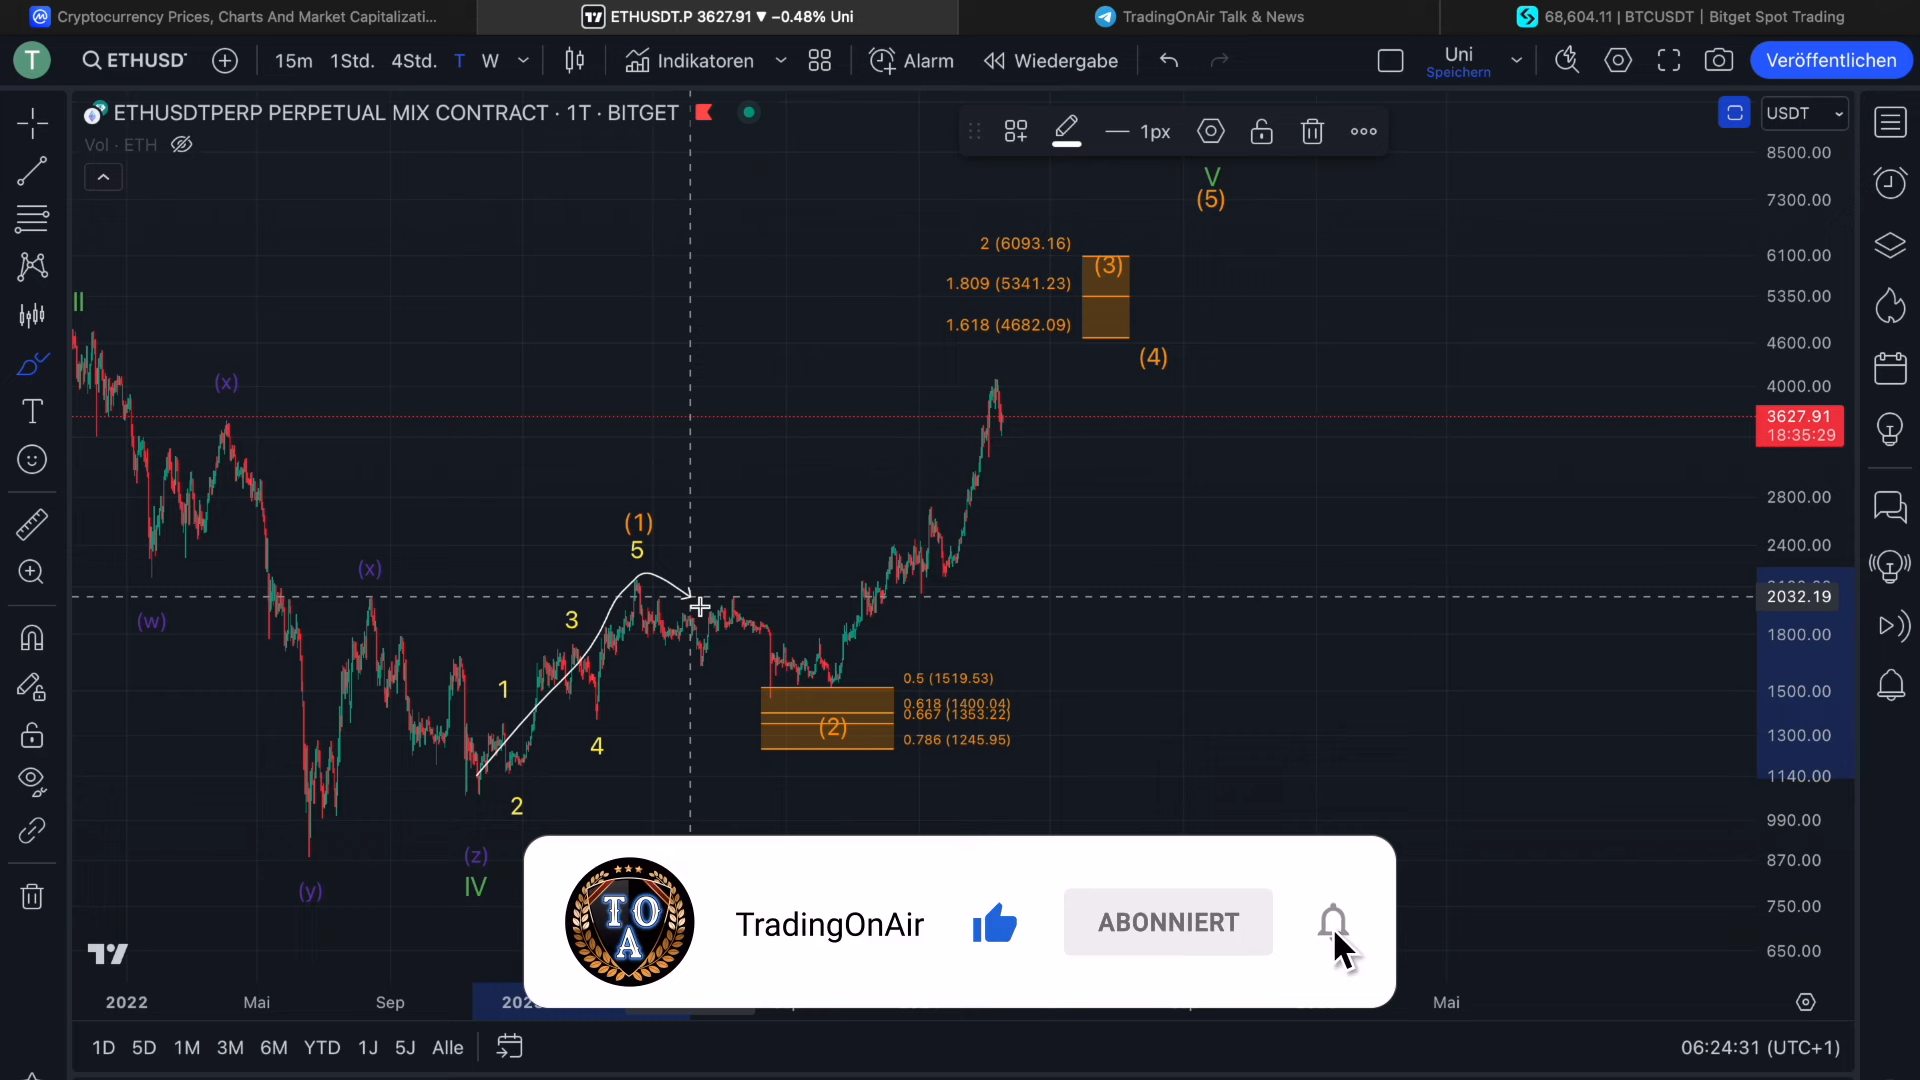 Cryptocurrency Prices, Charts And Market Capitalizati...
ETHUSDT.P 3627.91 ▼ −0.48% Uni
TradingOnAir Talk & News
68,604.11 | BTCUSDT | Bitget Spot Trading
T
ETHUSD
15m 1Std. 4Std. T W
Indikatoren
Alarm
Wiedergabe
Uni
Speichern
Veröffentlichen
ETHUSDTPERP PERPETUAL MIX CONTRACT · 1T · BITGET
Vol · ETH
1px
USDT
8500.00
V
(5)
7300.00
2 (6093.16)
6100.00
(3)
1.809 (5341.23)
5350.00
II
1.618 (4682.09)
4600.00
(4)
(x)
4000.00
3627.91
18:35:29
2800.00
(1)
5
2400.00
(x)
2032.19
(w)
3
1800.00
0.5 (1519.53)
1
1500.00
0.618 (1400.04)
0.667 (1353.22)
(2)
1300.00
0.786 (1245.95)
4
1140.00
2
990.00
(z)
870.00
IV
(y)
750.00
TOA
TradingOnAir
ABONNIERT
650.00
2022 Mai Sep Mai
1D 5D 1M 3M 6M YTD 1J 5J Alle
06:24:31 (UTC+1)